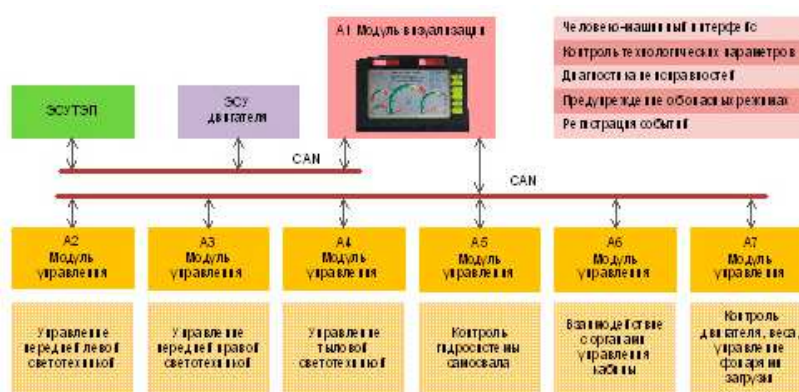 А1 Модуль визуализации
Человеко-машинный интерфейс
Контроль технологических параметров
Диагностика неисправностей
Предупреждение об опасных режимах
Регистрация событий
ЭСУТЭП
ЭСУ
двигателя
CAN
CAN
А2
Модуль
управления
А3
Модуль
управления
А4
Модуль
управления
А5
Модуль
управления
А6
Модуль
управления
А7
Модуль
управления
Управление
передней левой
светотехникой
Управление
передней правой
светотехникой
Управление
тыловой
светотехникой
Контроль
гидросистемы
самосвала
Взаимодействие
с органами
управления
кабины
Контроль
двигателя, веса,
управление
фонарями
загрузки